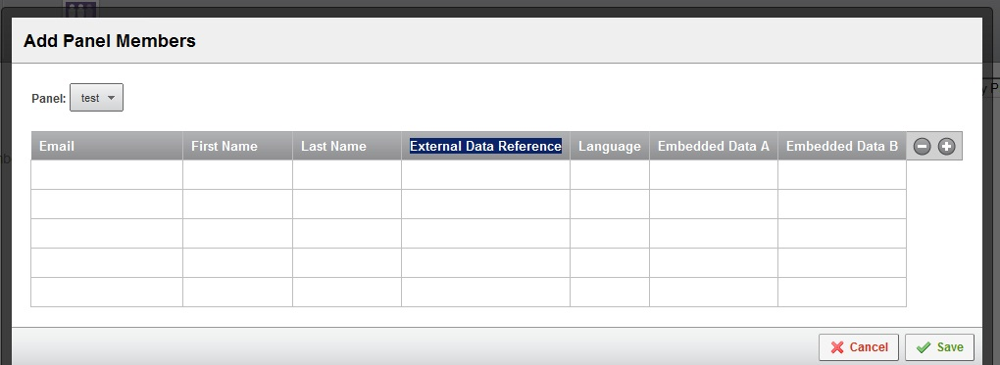 Add Panel Members
Panel: test
Email First Name Last Name External Data Reference Language Embedded Data A Embedded Data B
Cancel Save